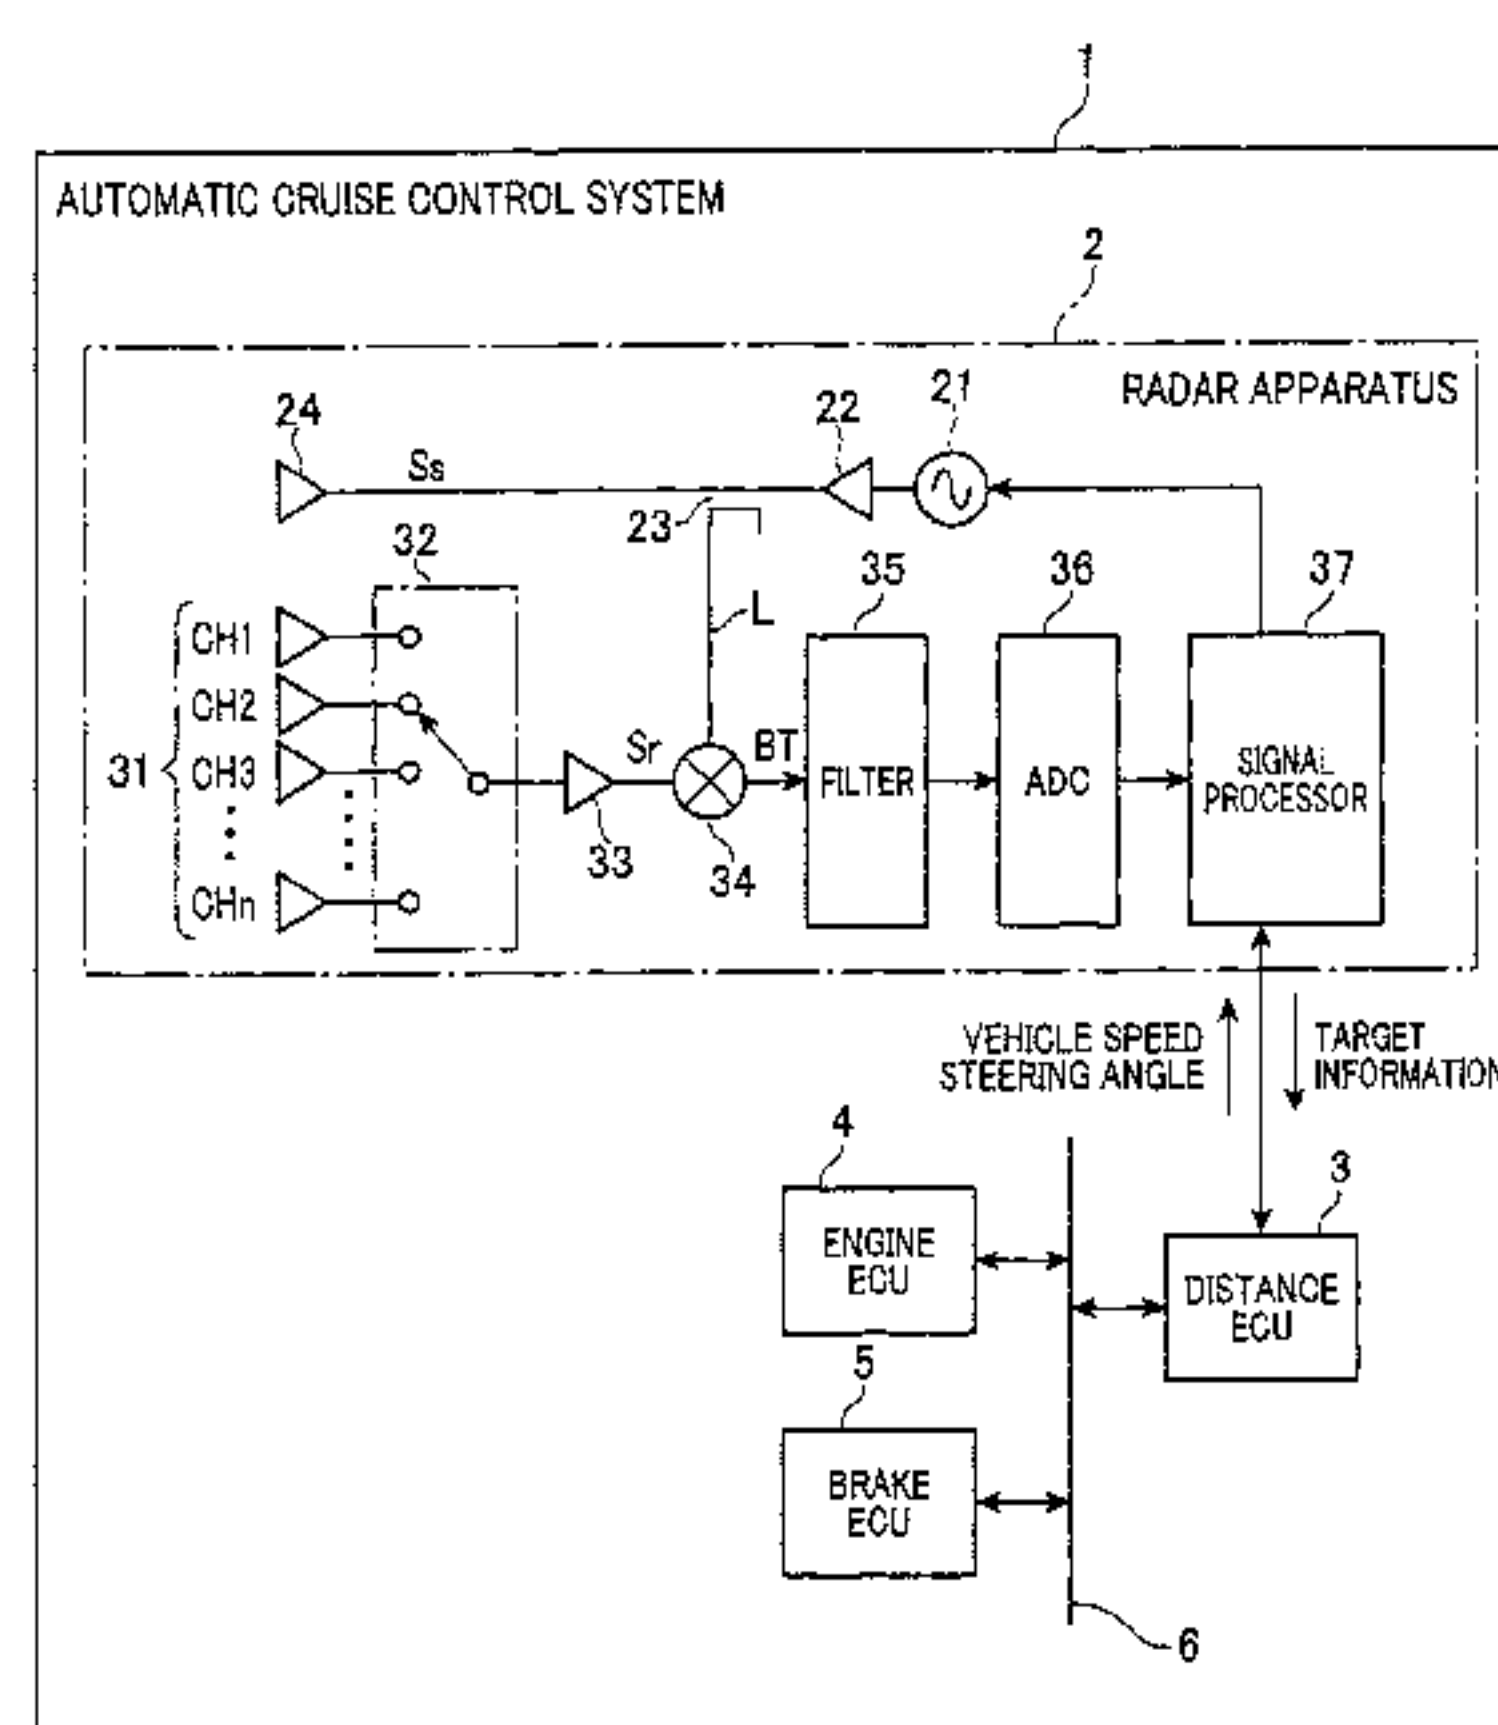 1
AUTOMATIC CRUISE CONTROL SYSTEM
2
RADAR APPARATUS
24
Ss
22
21
23
32
L
35
36
37
31
CH1
CH2
CH3
CHn
Sr
BT
33
34
FILTER
ADC
SIGNAL
PROCESSOR
VEHICLE SPEED
STEERING ANGLE
TARGET
INFORMATION
4
ENGINE
ECU
3
DISTANCE
ECU
5
BRAKE
ECU
6